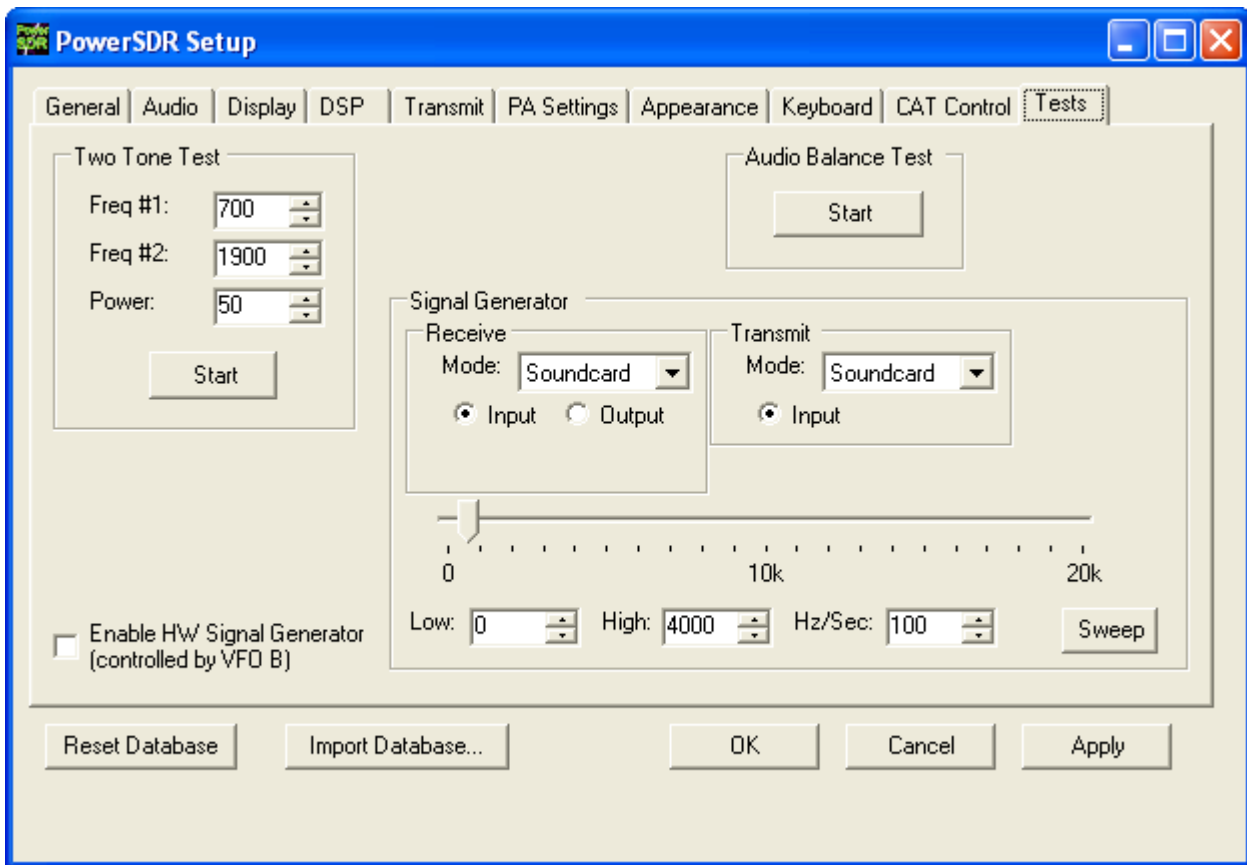 Power SDR PowerSDR Setup
General Audio Display DSP Transmit PA Settings Appearance Keyboard CAT Control Tests
Two Tone Test
Freq #1: 700
Freq #2: 1900
Power: 50
Start
Audio Balance Test
Start
Signal Generator
Receive
Mode: Soundcard
Input Output
Transmit
Mode: Soundcard
Input
0 10k 20k
Low: 0 High: 4000 Hz/Sec: 100 Sweep
Enable HW Signal Generator
(controlled by VFO B)
Reset Database Import Database... OK Cancel Apply